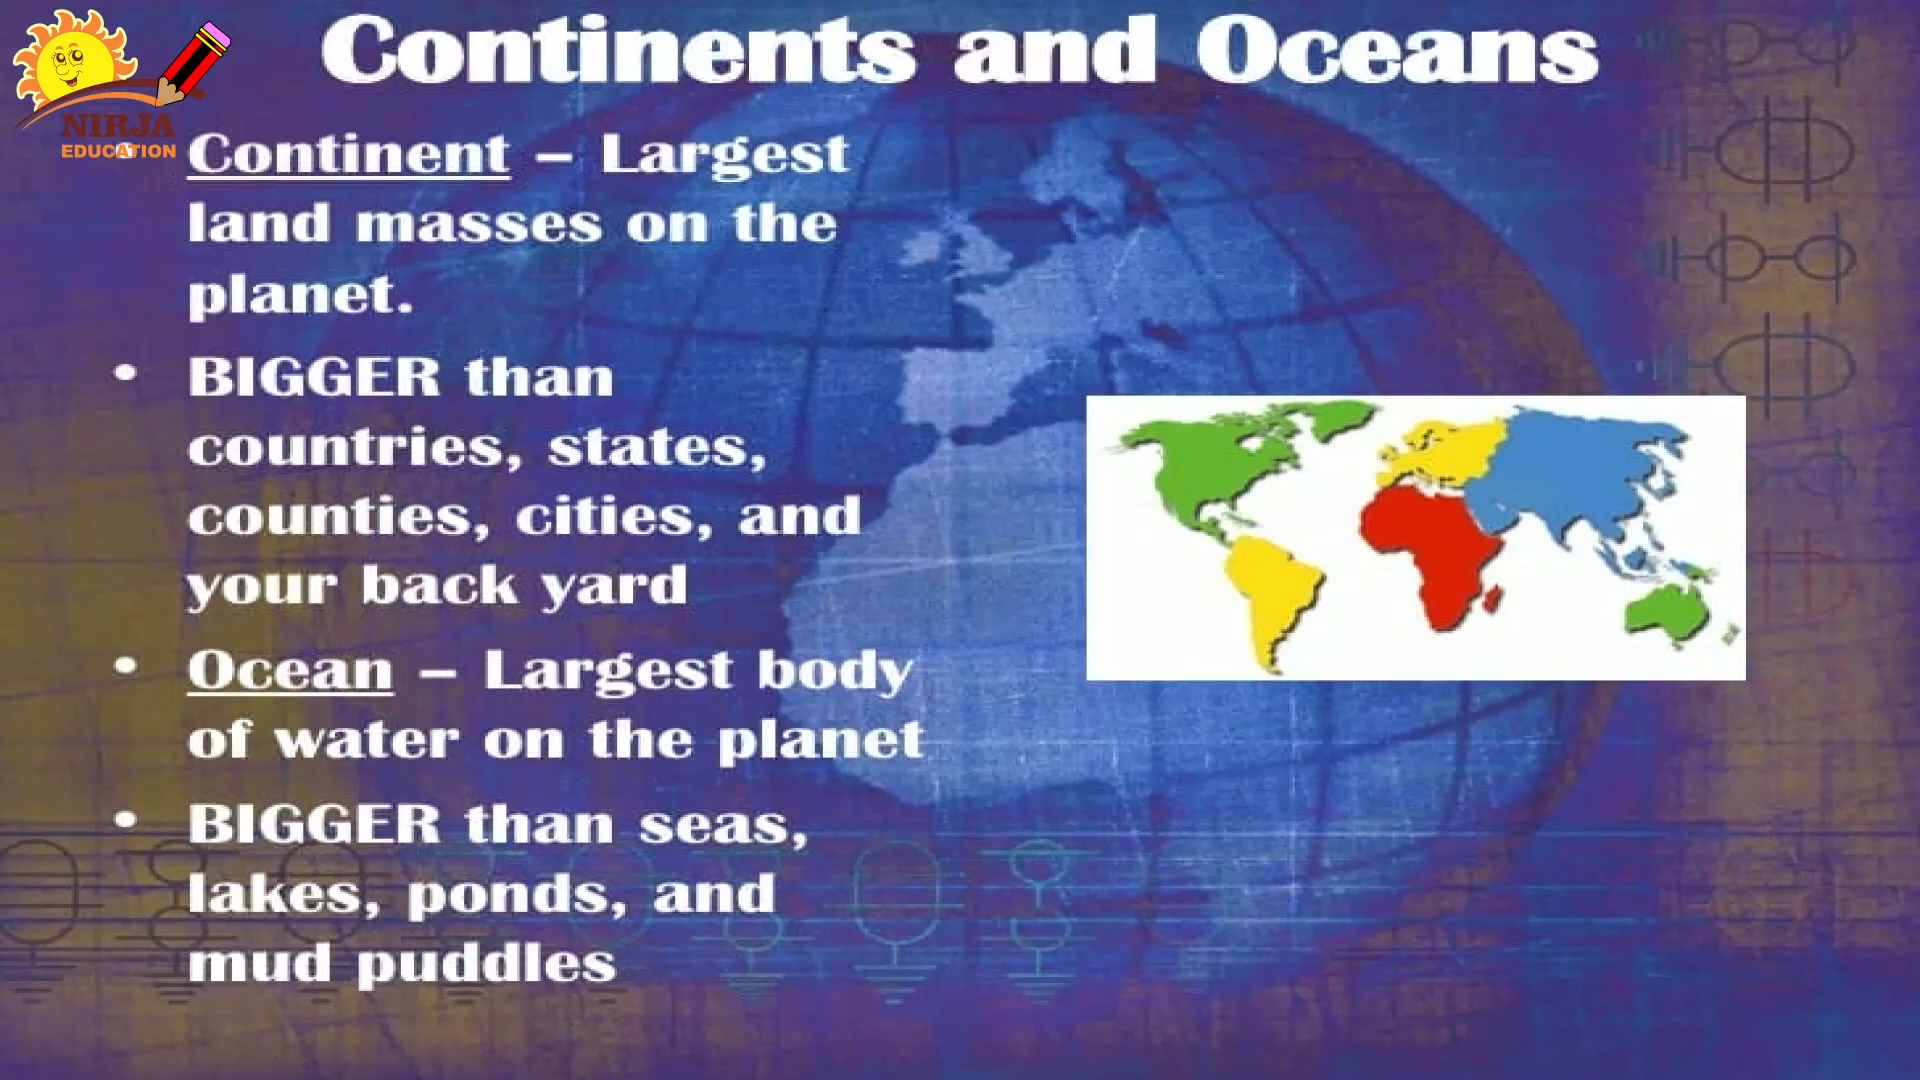 Continents and Oceans
NIRJA
EDUCATION
Continent – Largest
land masses on the
planet.
• BIGGER than
countries, states,
counties, cities, and
your back yard
• Ocean – Largest body
of water on the planet
• BIGGER than seas,
lakes, ponds, and
mud puddles